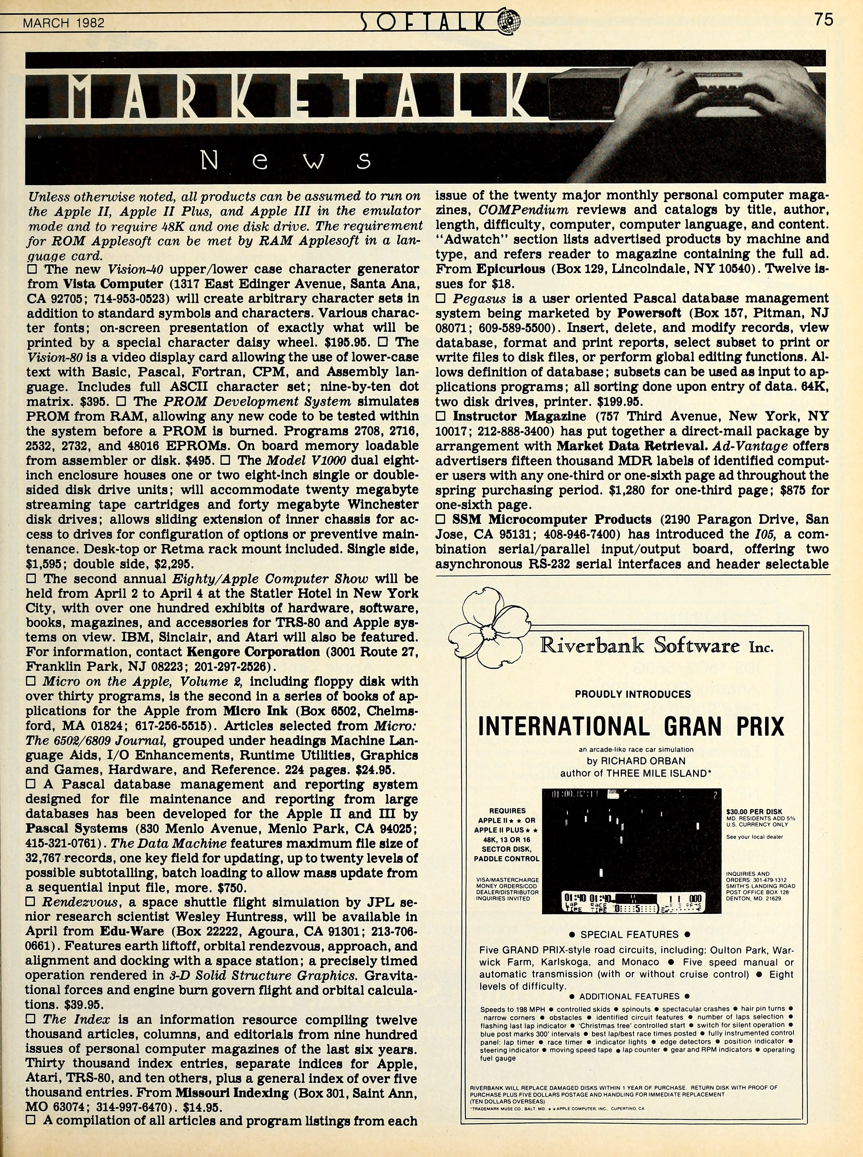 MARCH 1982
SOFTALK
75
MARKETALK
News
Unless otherwise noted, all products can be assumed to run on
the Apple II, Apple II Plus, and Apple III in the emulator
mode and to require 48K and one disk drive. The requirement
for ROM Applesoft can be met by RAM Applesoft in a lan-
guage card.
□ The new Vision-40 upper/lower case character generator
from Vista Computer (1317 East Edinger Avenue, Santa Ana,
CA 92705; 714-953-0523) will create arbitrary character sets in
addition to standard symbols and characters. Various charac-
ter fonts; on-screen presentation of exactly what will be
printed by a special character daisy wheel. $195.95. □ The
Vision-80 is a video display card allowing the use of lower-case
text with Basic, Pascal, Fortran, CPM, and Assembly lan-
guage. Includes full ASCII character set; nine-by-ten dot
matrix. $395. □ The PROM Development System simulates
PROM from RAM, allowing any new code to be tested within
the system before a PROM is burned. Programs 2708, 2716,
2532, 2732, and 48016 EPROMs. On board memory loadable
from assembler or disk. $495. □ The Model V1000 dual eight-
inch enclosure houses one or two eight-inch single or double-
sided disk drive units; will accommodate twenty megabyte
streaming tape cartridges and forty megabyte Winchester
disk drives; allows sliding extension of inner chassis for ac-
cess to drives for configuration of options or preventive main-
tenance. Desk-top or Retma rack mount included. Single side,
$1,595; double side, $2,295.
□ The second annual Eighty/Apple Computer Show will be
held from April 2 to April 4 at the Statler Hotel in New York
City, with over one hundred exhibits of hardware, software,
books, magazines, and accessories for TRS-80 and Apple sys-
tems on view. IBM, Sinclair, and Atari will also be featured.
For information, contact Kengore Corporation (3001 Route 27,
Franklin Park, NJ 08223; 201-297-2526).
□ Micro on the Apple, Volume 2, including floppy disk with
over thirty programs, is the second in a series of books of ap-
plications for the Apple from Micro Ink (Box 6502, Chelms-
ford, MA 01824; 617-256-5515). Articles selected from Micro:
The 6502/6809 Journal, grouped under headings Machine Lan-
guage Aids, I/O Enhancements, Runtime Utilities, Graphics
and Games, Hardware, and Reference. 224 pages. $24.95.
□ A Pascal database management and reporting system
designed for file maintenance and reporting from large
databases has been developed for the Apple II and III by
Pascal Systems (830 Menlo Avenue, Menlo Park, CA 94025;
415-321-0761). The Data Machine features maximum file size of
32,767 records, one key field for updating, up to twenty levels of
possible subtotalling, batch loading to allow mass update from
a sequential input file, more. $750.
□ Rendezvous, a space shuttle flight simulation by JPL se-
nior research scientist Wesley Huntress, will be available in
April from Edu-Ware (Box 22222, Agoura, CA 91301; 213-706-
0661). Features earth liftoff, orbital rendezvous, approach, and
alignment and docking with a space station; a precisely timed
operation rendered in 3-D Solid Structure Graphics. Gravita-
tional forces and engine burn govern flight and orbital calcula-
tions. $39.95.
□ The Index is an information resource compiling twelve
thousand articles, columns, and editorials from nine hundred
issues of personal computer magazines of the last six years.
Thirty thousand index entries, separate indices for Apple,
Atari, TRS-80, and ten others, plus a general index of over five
thousand entries. From Missouri Indexing (Box 301, Saint Ann,
MO 63074; 314-997-6470). $14.95.
□ A compilation of all articles and program listings from each
issue of the twenty major monthly personal computer maga-
zines, COMPendium reviews and catalogs by title, author,
length, difficulty, computer, computer language, and content.
"Adwatch" section lists advertised products by machine and
type, and refers reader to magazine containing the full ad.
From Epicurious (Box 129, Lincolndale, NY 10540). Twelve is-
sues for $18.
□ Pegasus is a user oriented Pascal database management
system being marketed by Powersoft (Box 157, Pitman, NJ
08071; 609-589-5500). Insert, delete, and modify records, view
database, format and print reports, select subset to print or
write files to disk files, or perform global editing functions. Al-
lows definition of database; subsets can be used as input to ap-
plications programs; all sorting done upon entry of data. 64K,
two disk drives, printer. $199.95.
□ Instructor Magazine (757 Third Avenue, New York, NY
10017; 212-888-3400) has put together a direct-mail package by
arrangement with Market Data Retrieval. Ad-Vantage offers
advertisers fifteen thousand MDR labels of identified comput-
er users with any one-third or one-sixth page ad throughout the
spring purchasing period. $1,280 for one-third page; $875 for
one-sixth page.
□ SSM Microcomputer Products (2190 Paragon Drive, San
Jose, CA 95131; 408-946-7400) has introduced the IO5, a com-
bination serial/parallel input/output board, offering two
asynchronous RS-232 serial interfaces and header selectable
Riverbank Software Inc.
PROUDLY INTRODUCES
INTERNATIONAL GRAN PRIX
an arcade-like race car simulation
by RICHARD ORBAN
author of THREE MILE ISLAND*
REQUIRES
APPLE II★★ OR
APPLE II PLUS★★
48K, 13 OR 16
SECTOR DISK,
PADDLE CONTROL
VISA/MASTERCHARGE
MONEY ORDERS/COD
DEALER/DISTRIBUTOR
INQUIRIES INVITED
$30.00 PER DISK
MD. RESIDENTS ADD 5%
U.S. CURRENCY ONLY
See your local dealer
INQUIRIES AND
ORDERS: 301-479-1312
SMITH'S LANDING ROAD
POST OFFICE BOX 128
DENTON, MD. 21629
● SPECIAL FEATURES ●
Five GRAND PRIX-style road circuits, including: Oulton Park, War-
wick Farm, Karlskoga, and Monaco ● Five speed manual or
automatic transmission (with or without cruise control) ● Eight
levels of difficulty.
● ADDITIONAL FEATURES ●
Speeds to 198 MPH ● controlled skids ● spinouts ● spectacular crashes ● hair pin turns ●
narrow corners ● obstacles ● identified circuit features ● number of laps selection ●
flashing last lap indicator ● 'Christmas tree' controlled start ● switch for silent operation ●
blue post marks 300' intervals ● best lap/best race times posted ● fully instrumented control
panel: lap timer ● race timer ● indicator lights ● edge detectors ● position indicator ●
steering indicator ● moving speed tape ● lap counter ● gear and RPM indicators ● operating
fuel gauge
RIVERBANK WILL REPLACE DAMAGED DISKS WITHIN 1 YEAR OF PURCHASE. RETURN DISK WITH PROOF OF
PURCHASE PLUS FIVE DOLLARS POSTAGE AND HANDLING FOR IMMEDIATE REPLACEMENT
(TEN DOLLARS OVERSEAS)
*TRADEMARK MUSE CO., BALT. MD. ★★APPLE COMPUTER, INC., CUPERTINO, CA.